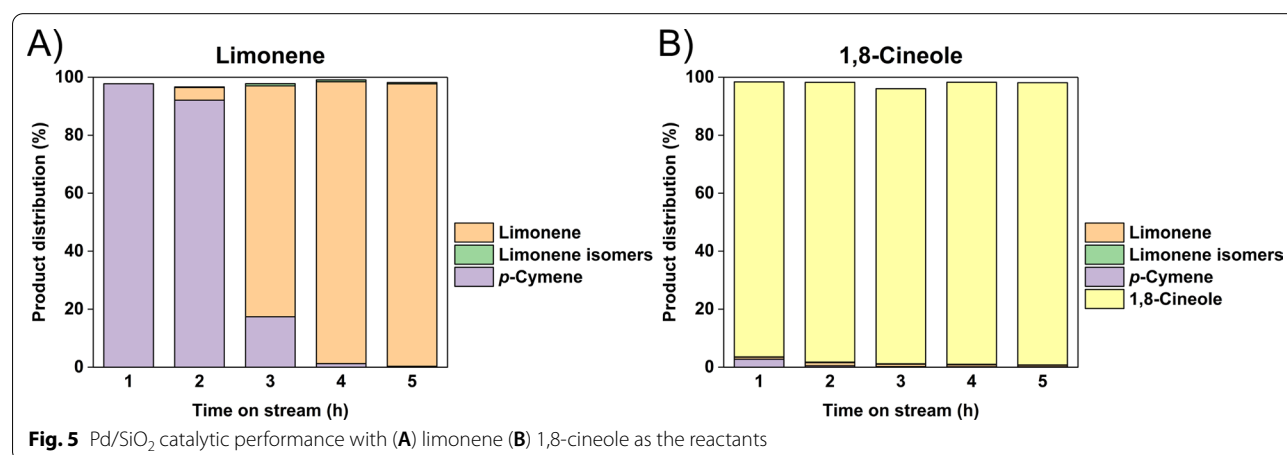 A)
Limonene
Product distribution (%)
100
80
60
40
20
0
1 2 3 4 5
Time on stream (h)
Limonene
Limonene isomers
p-Cymene
B)
1,8-Cineole
Product distribution (%)
100
80
60
40
20
0
1 2 3 4 5
Time on stream (h)
Limonene
Limonene isomers
p-Cymene
1,8-Cineole
Fig. 5 Pd/SiO₂ catalytic performance with (A) limonene (B) 1,8-cineole as the reactants